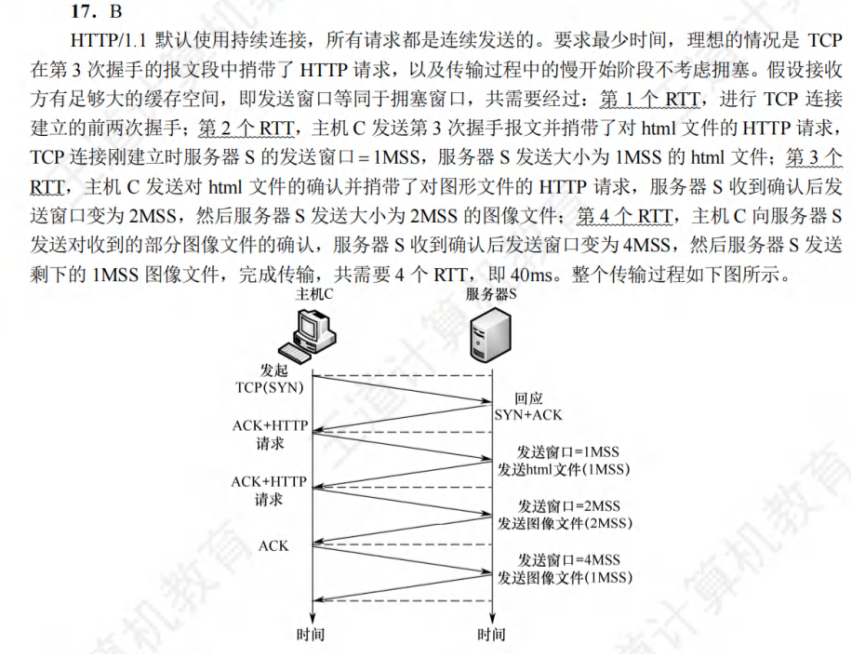 17．B
HTTP/1.1 默认使用持续连接，所有请求都是连续发送的。要求最少时间，理想的情况是 TCP
在第 3 次握手的报文段中捎带了 HTTP 请求，以及传输过程中的慢开始阶段不考虑拥塞。假设接收
方有足够大的缓存空间，即发送窗口等同于拥塞窗口，共需要经过：第 1 个 RTT，进行 TCP 连接
建立的前两次握手；第 2 个 RTT，主机 C 发送第 3 次握手报文并捎带了对 html 文件的 HTTP 请求，
TCP 连接刚建立时服务器 S 的发送窗口＝1MSS，服务器 S 发送大小为 1MSS 的 html 文件；第 3 个
RTT，主机 C 发送对 html 文件的确认并捎带了对图形文件的 HTTP 请求，服务器 S 收到确认后发
送窗口变为 2MSS，然后服务器 S 发送大小为 2MSS 的图像文件；第 4 个 RTT，主机 C 向服务器 S
发送对收到的部分图像文件的确认，服务器 S 收到确认后发送窗口变为 4MSS，然后服务器 S 发送
剩下的 1MSS 图像文件，完成传输，共需要 4 个 RTT，即 40ms。整个传输过程如下图所示。
主机C
服务器S
发起
TCP(SYN)
回应
SYN+ACK
ACK+HTTP
请求
发送窗口=1MSS
发送html文件(1MSS)
ACK+HTTP
请求
发送窗口=2MSS
发送图像文件(2MSS)
ACK
发送窗口=4MSS
发送图像文件(1MSS)
时间
时间
王道计算机教育